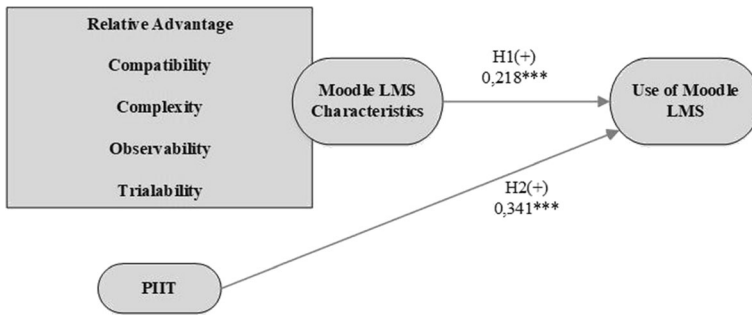 Relative Advantage
Compatibility
Complexity
Observability
Trialability
Moodle LMS
Characteristics
H1(+)
0,218***
Use of Moodle
LMS
H2(+)
0,341***
PIIT